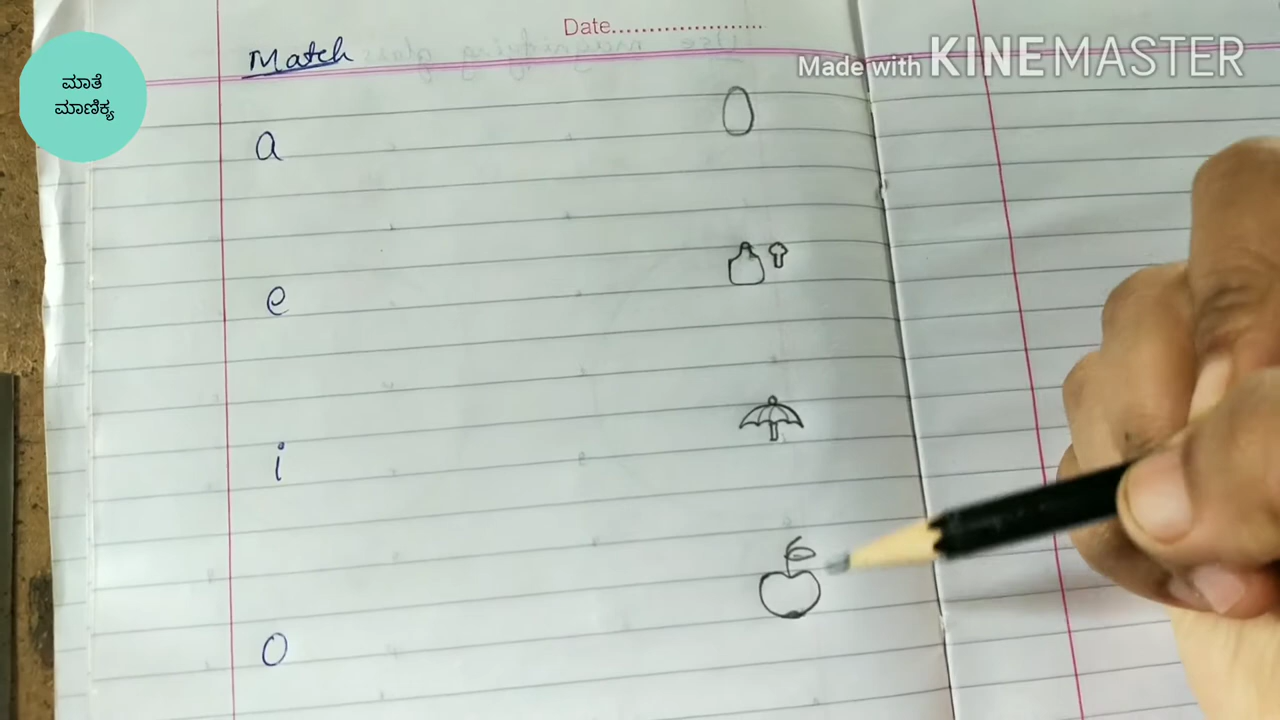 Date.....................
Match
Made with KINEMASTER
ಮಾತೆ
ಮಾಣಿಕ್ಯ
a
e
i
o